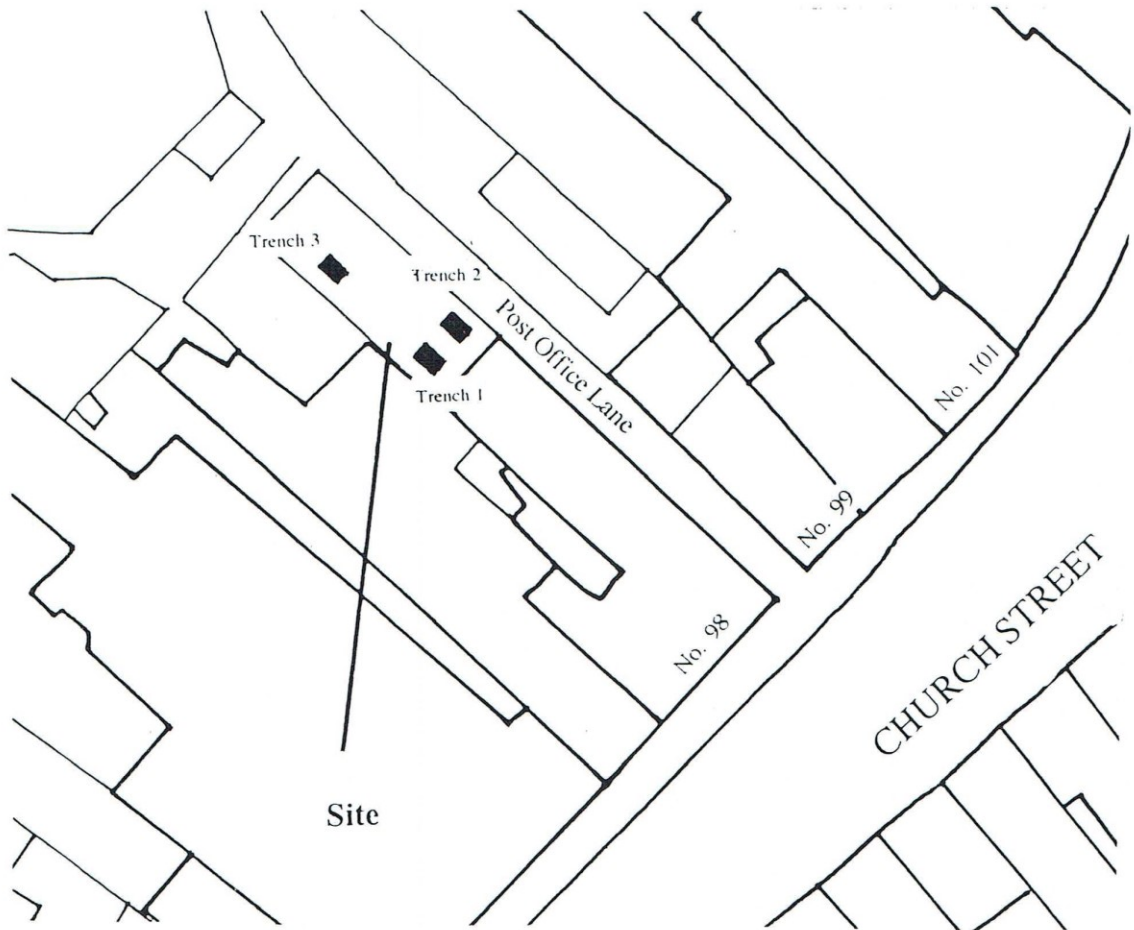 Trench 3
Trench 2
Post Office Lane
Trench 1
No. 101
No. 99
No. 98
CHURCH STREET
Site